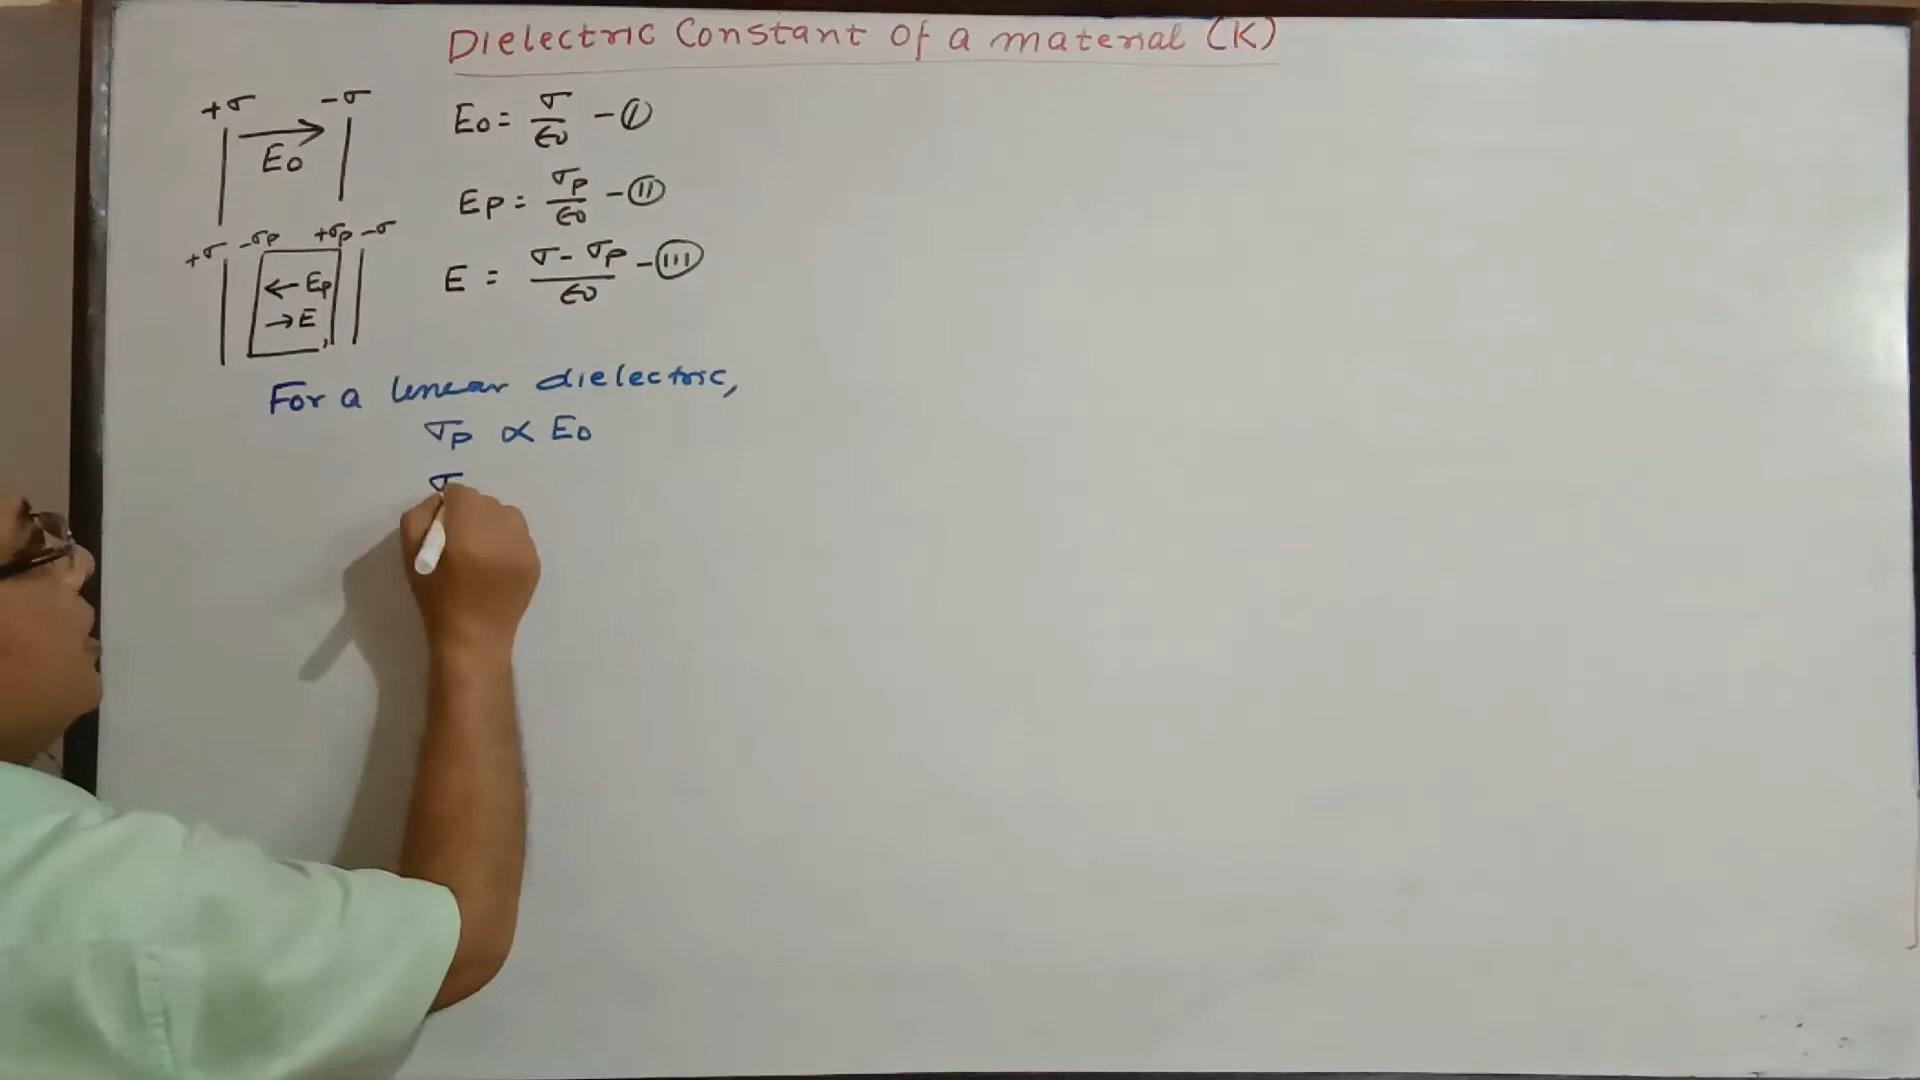 Dielectric Constant of a material (K)
+σ -σ
E₀
E₀ = σ/ε₀ - (I)
Ep = σp/ε₀ - (II)
+σ -σp +σp -σ
← Ep
→ E
E = (σ - σp)/ε₀ - (III)
For a linear dielectric,
σp ∝ E₀
σ